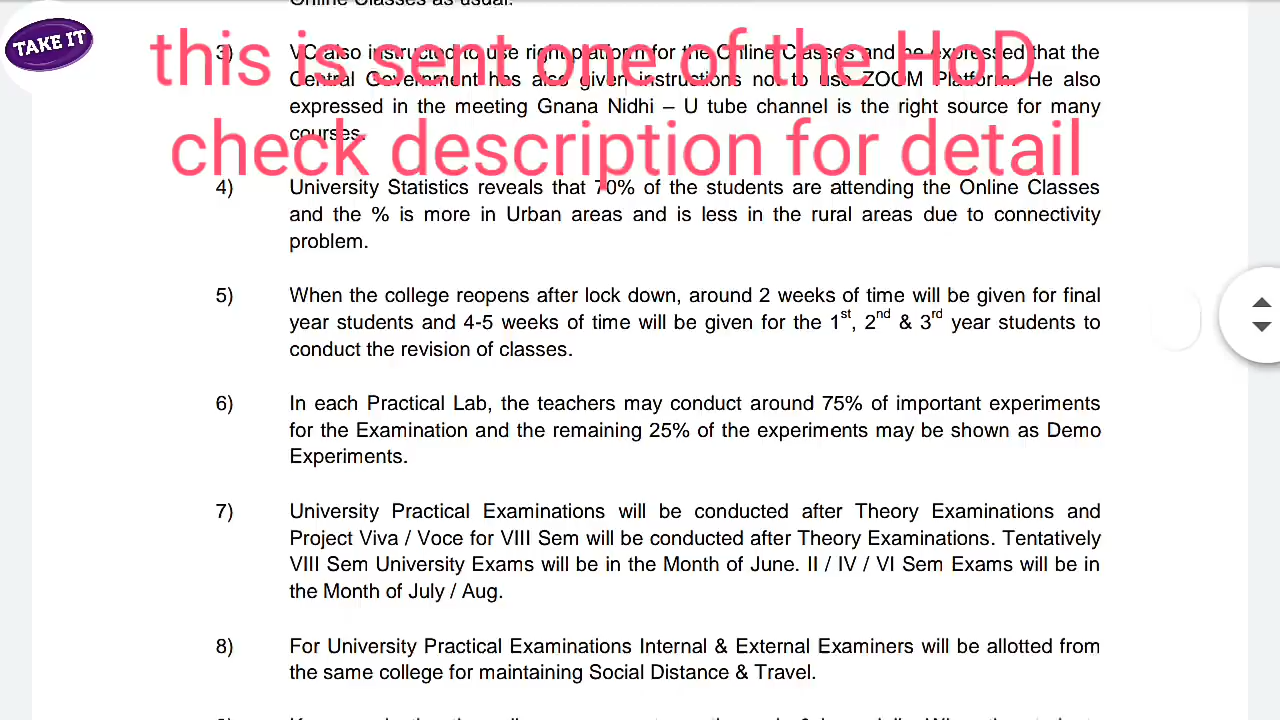 TAKE IT
Online Classes as usual.
this is sent one of the HoD
check description for detail
3) VC also instructed to use right platform for the Online Classes and he expressed that the
Central Government has also given instructions not to use ZOOM Platform. He also
expressed in the meeting Gnana Nidhi – U tube channel is the right source for many
courses.
4) University Statistics reveals that 70% of the students are attending the Online Classes
and the % is more in Urban areas and is less in the rural areas due to connectivity
problem.
5) When the college reopens after lock down, around 2 weeks of time will be given for final
year students and 4-5 weeks of time will be given for the 1st, 2nd & 3rd year students to
conduct the revision of classes.
6) In each Practical Lab, the teachers may conduct around 75% of important experiments
for the Examination and the remaining 25% of the experiments may be shown as Demo
Experiments.
7) University Practical Examinations will be conducted after Theory Examinations and
Project Viva / Voce for VIII Sem will be conducted after Theory Examinations. Tentatively
VIII Sem University Exams will be in the Month of June. II / IV / VI Sem Exams will be in
the Month of July / Aug.
8) For University Practical Examinations Internal & External Examiners will be allotted from
the same college for maintaining Social Distance & Travel.